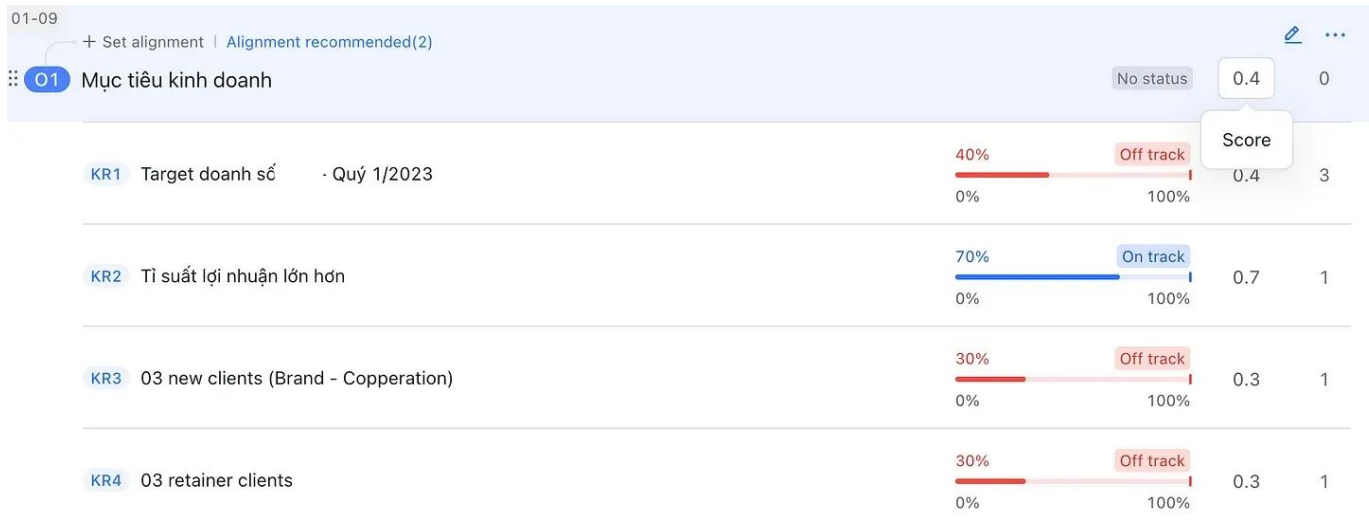 01-09
+ Set alignment | Alignment recommended(2)
O1 Mục tiêu kinh doanh No status 0.4 0
Score
KR1 Target doanh số - Quý 1/2023 40% Off track 0.4 3
0% 100%
KR2 Tỉ suất lợi nhuận lớn hơn 70% On track 0.7 1
0% 100%
KR3 03 new clients (Brand - Copperation) 30% Off track 0.3 1
0% 100%
KR4 03 retainer clients 30% Off track 0.3 1
0% 100%